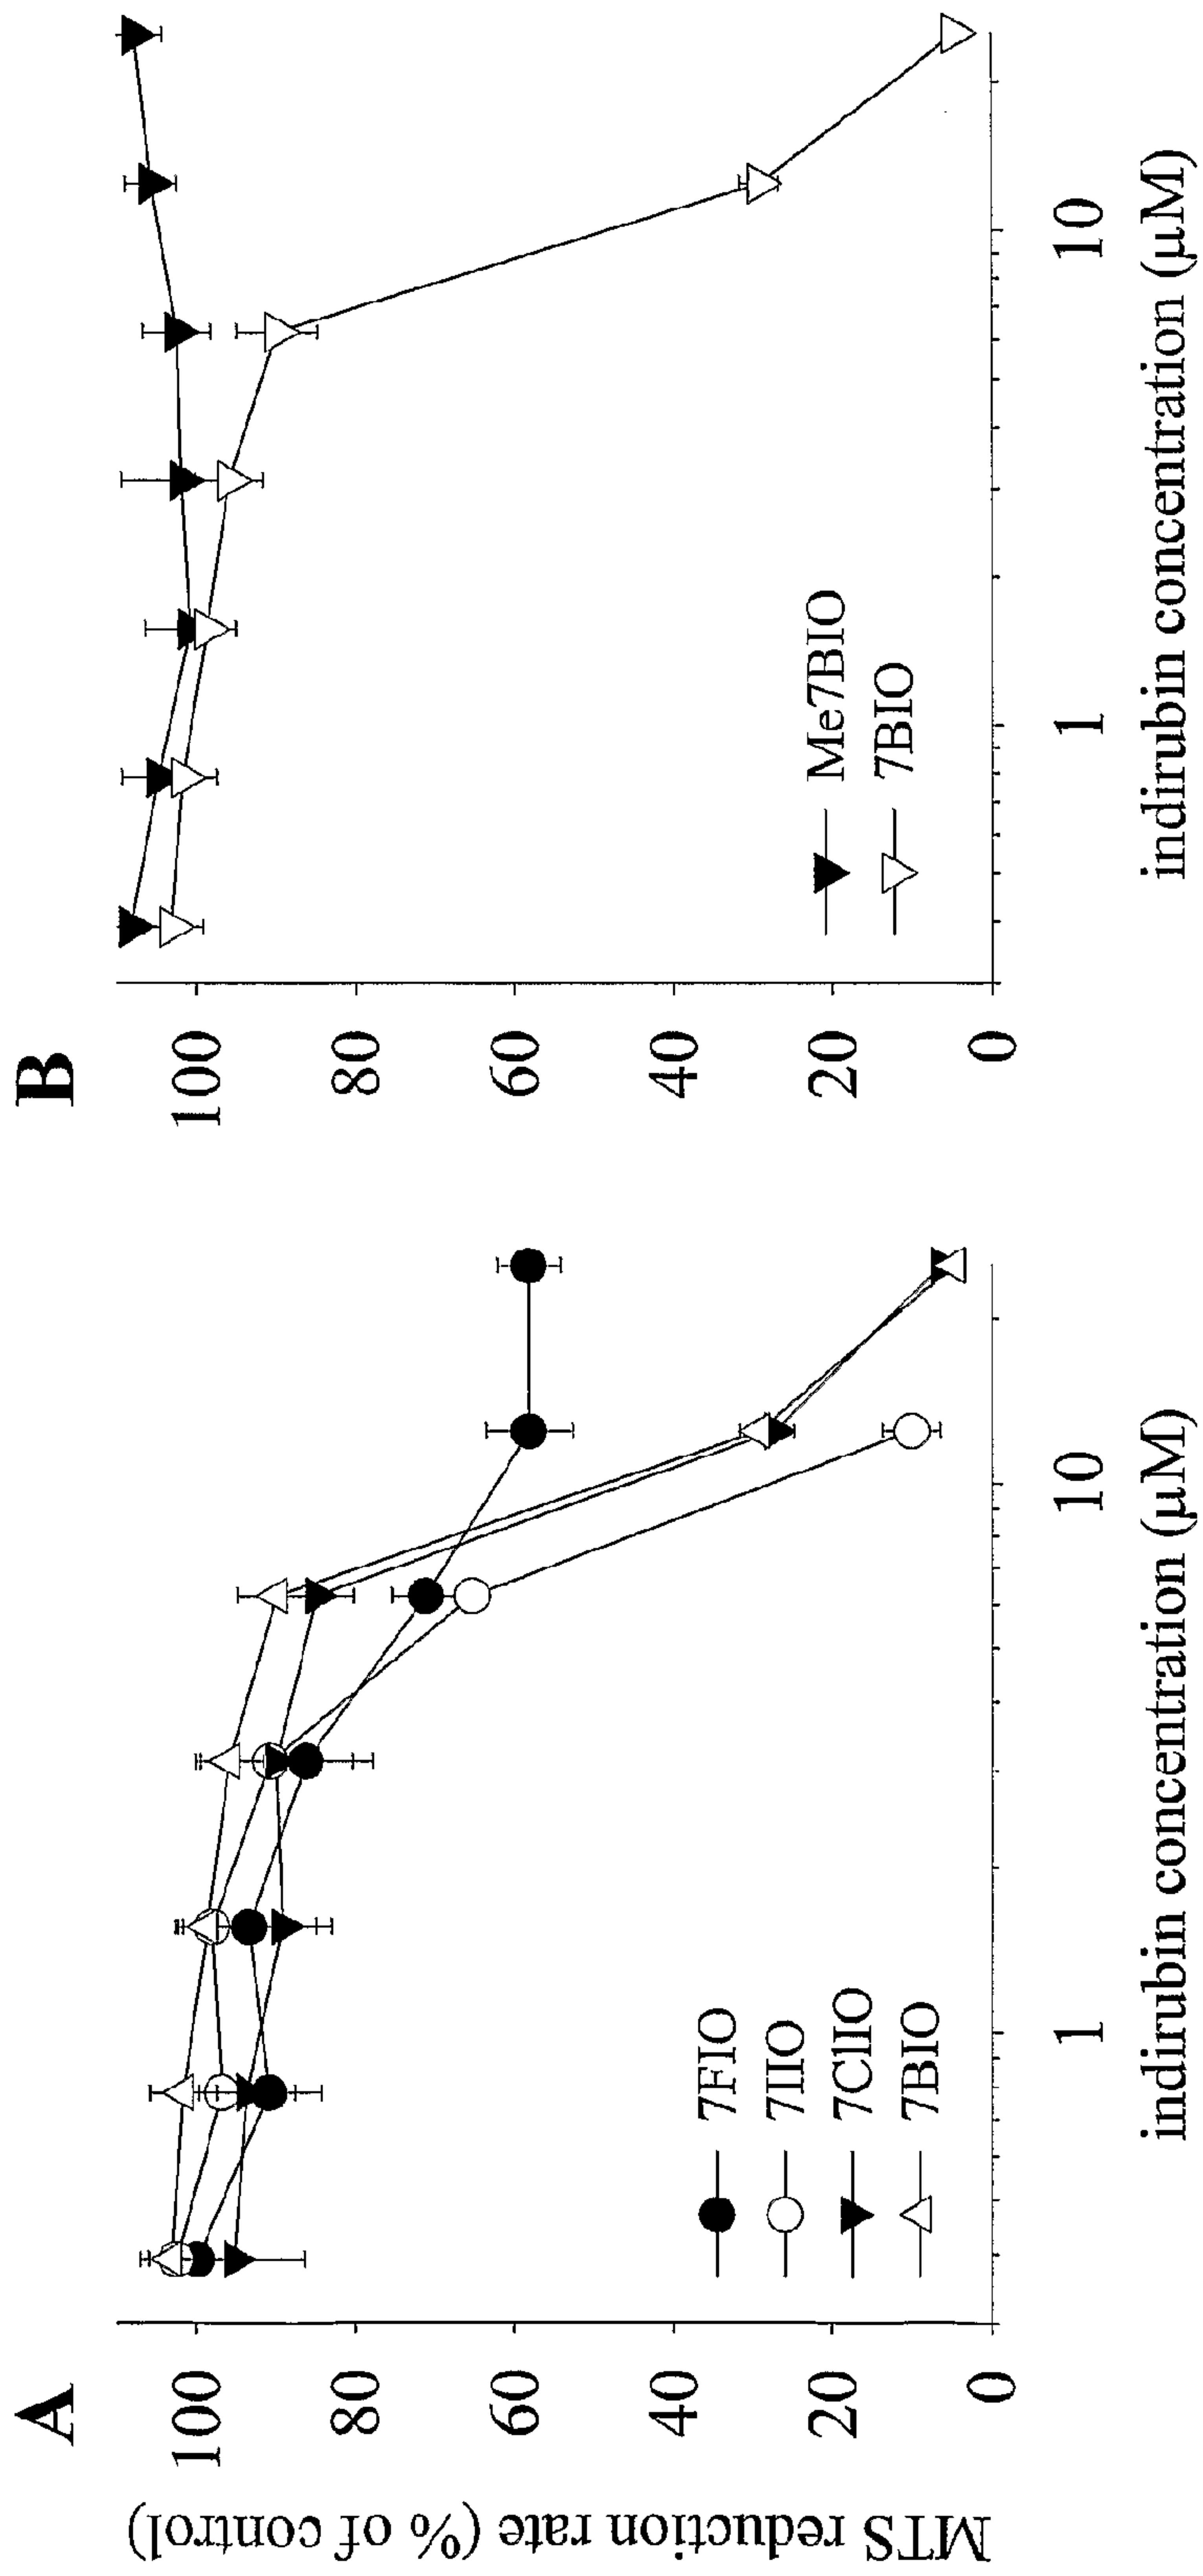 A
MTS reduction rate (% of control)
100
80
60
40
20
0
7FIO
7IIO
7ClIO
7BIO
1
10
indirubin concentration (µM)
B
100
80
60
40
20
0
Me7BIO
7BIO
1
10
indirubin concentration (µM)